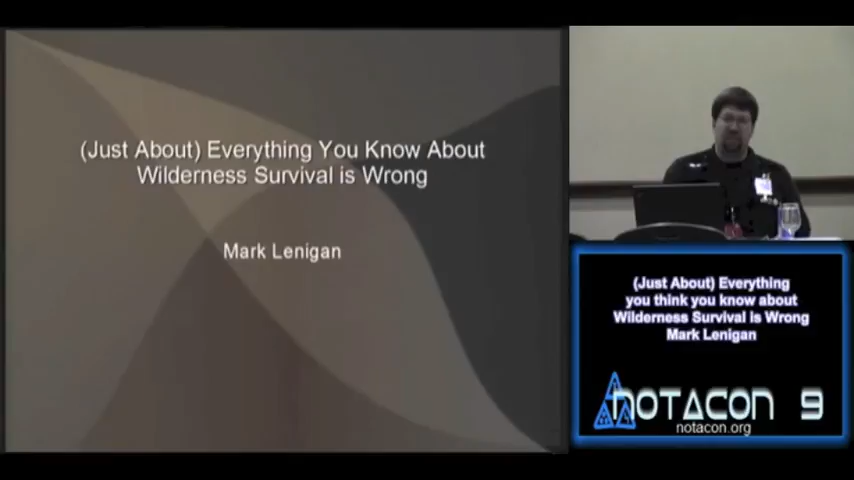 (Just About) Everything You Know About
Wilderness Survival is Wrong
Mark Lenigan
(Just About) Everything
you think you know about
Wilderness Survival is Wrong
Mark Lenigan
NOTACON 9
notacon.org